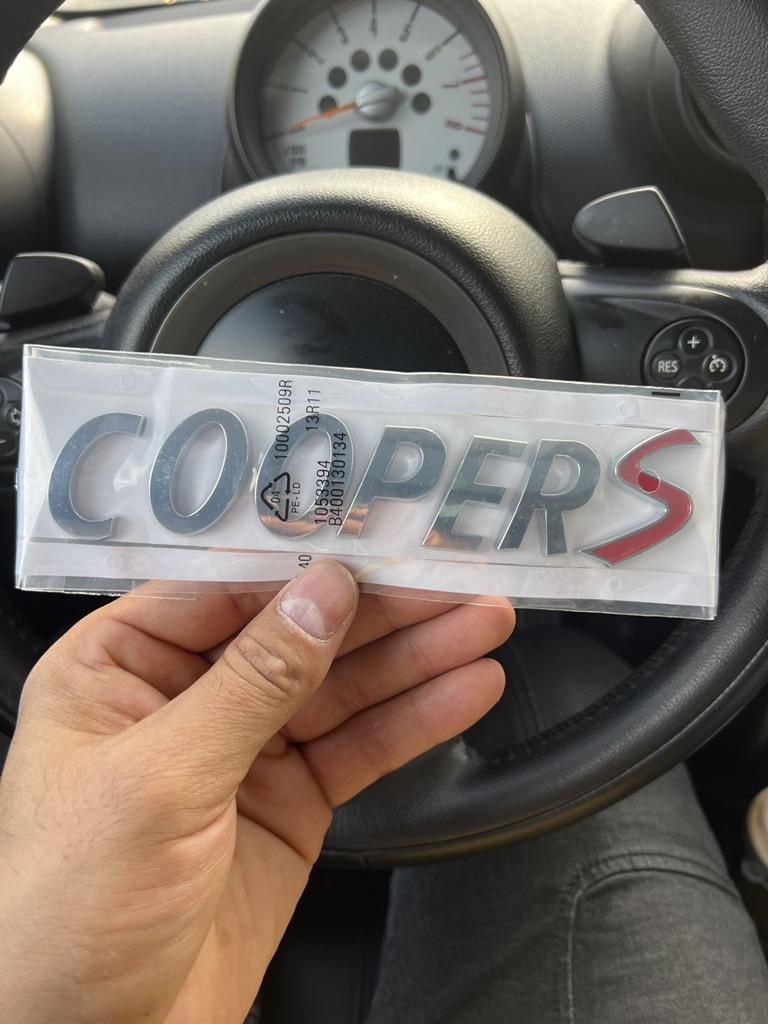 RES
+
COOPERS
10002509R
13R11
04
PE-LD
1053394
B400130134
40